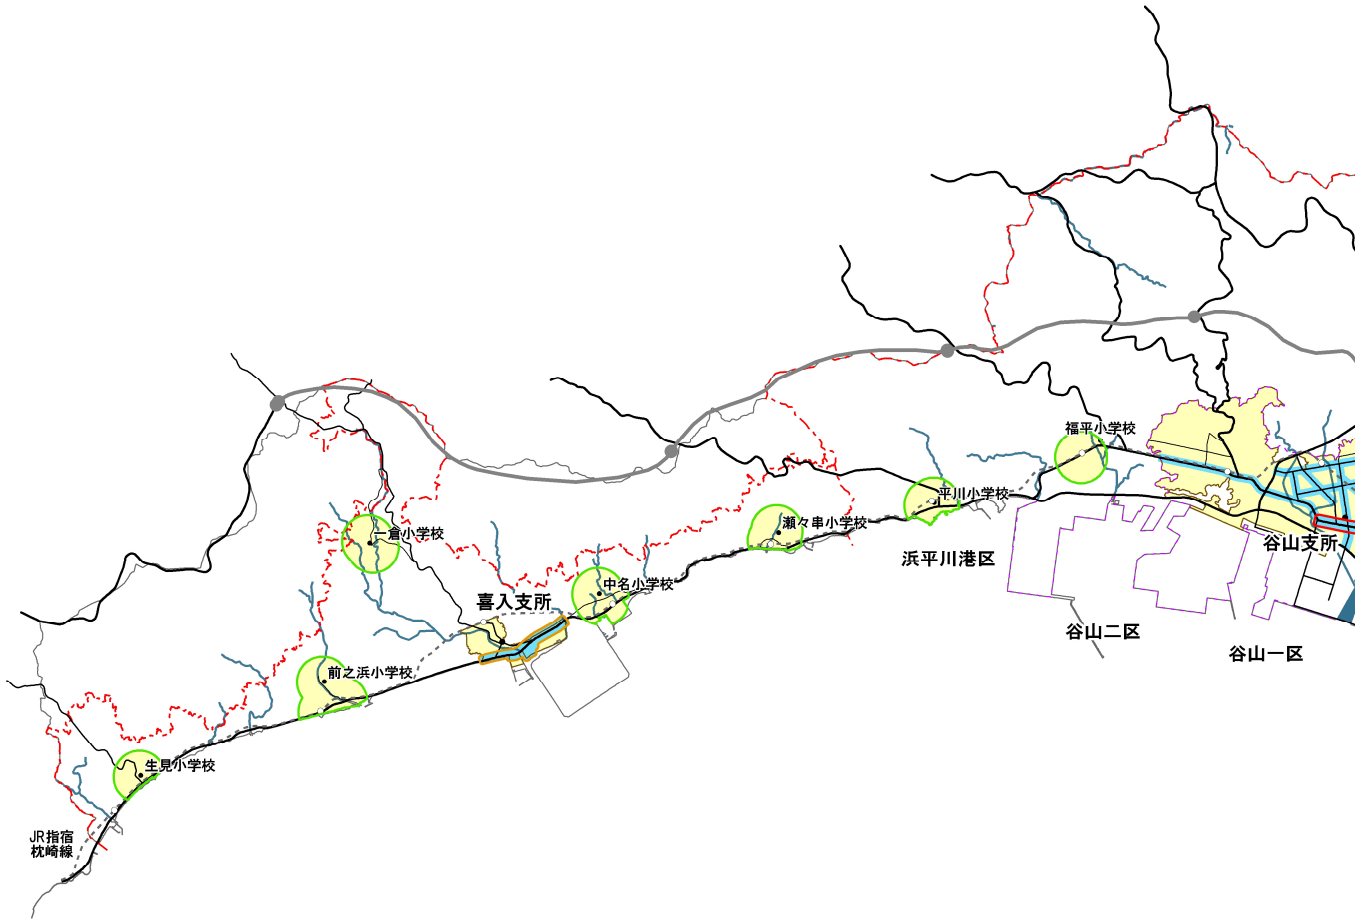 福平小学校
平川小学校
瀬々串小学校
一倉小学校
谷山支所
浜平川港区
中名小学校
喜入支所
谷山二区
谷山一区
前之浜小学校
生見小学校
JR指宿
枕崎線